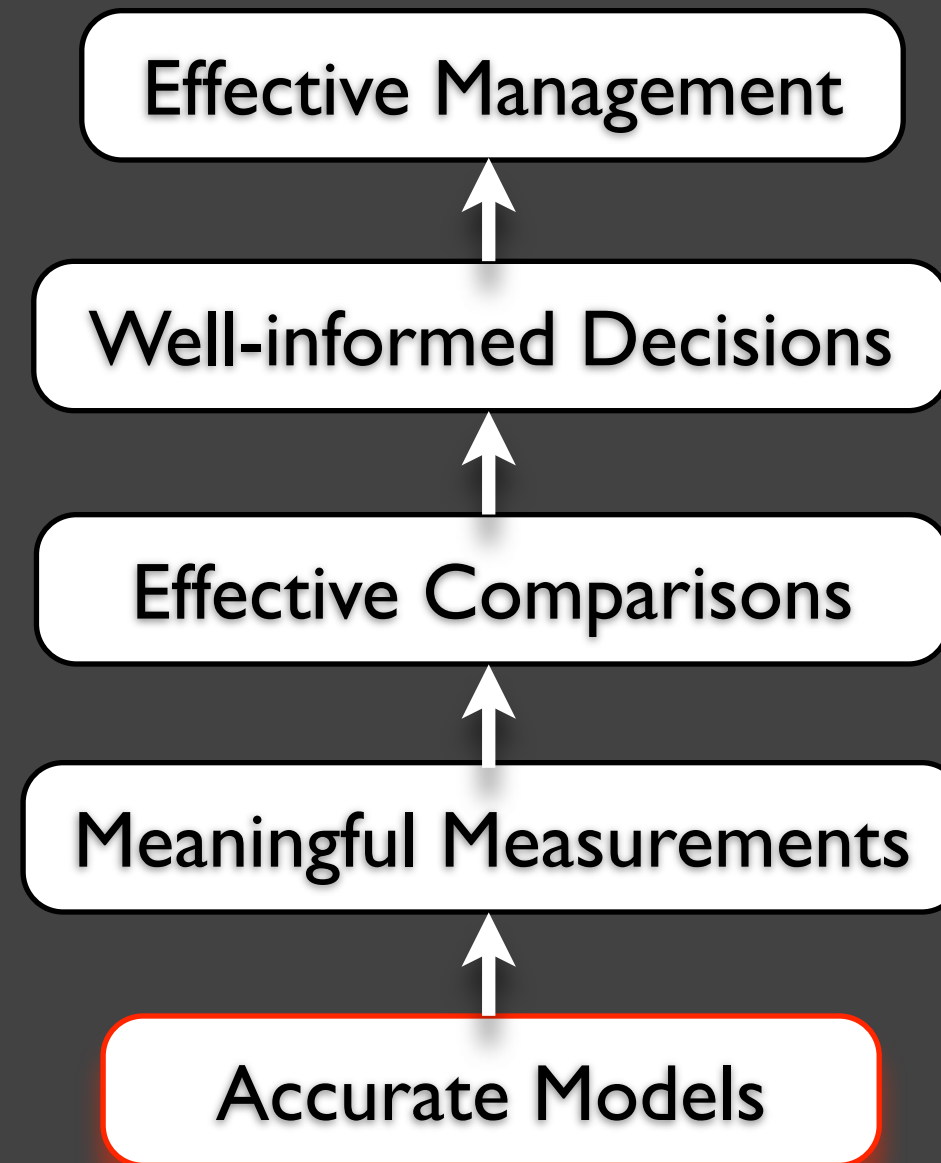 Effective Management
Well-informed Decisions
Effective Comparisons
Meaningful Measurements
Accurate Models